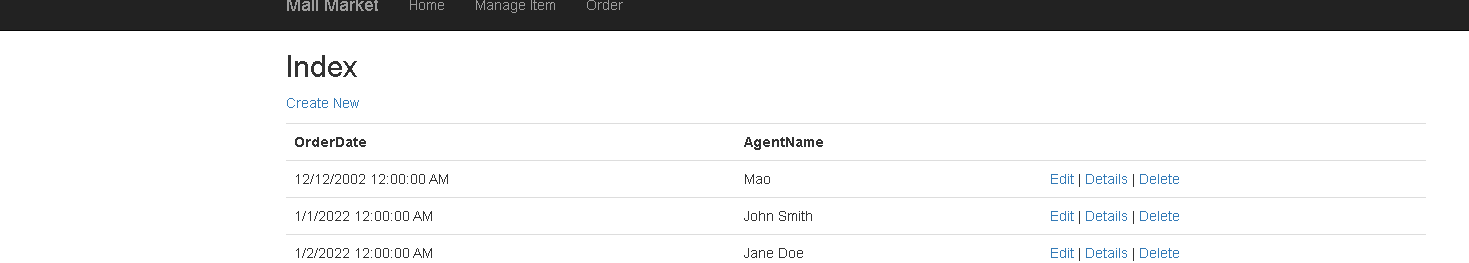 Mall Market Home Manage Item Order
Index
Create New
OrderDate AgentName
12/12/2002 12:00:00 AM Mao Edit | Details | Delete
1/1/2022 12:00:00 AM John Smith Edit | Details | Delete
1/2/2022 12:00:00 AM Jane Doe Edit | Details | Delete